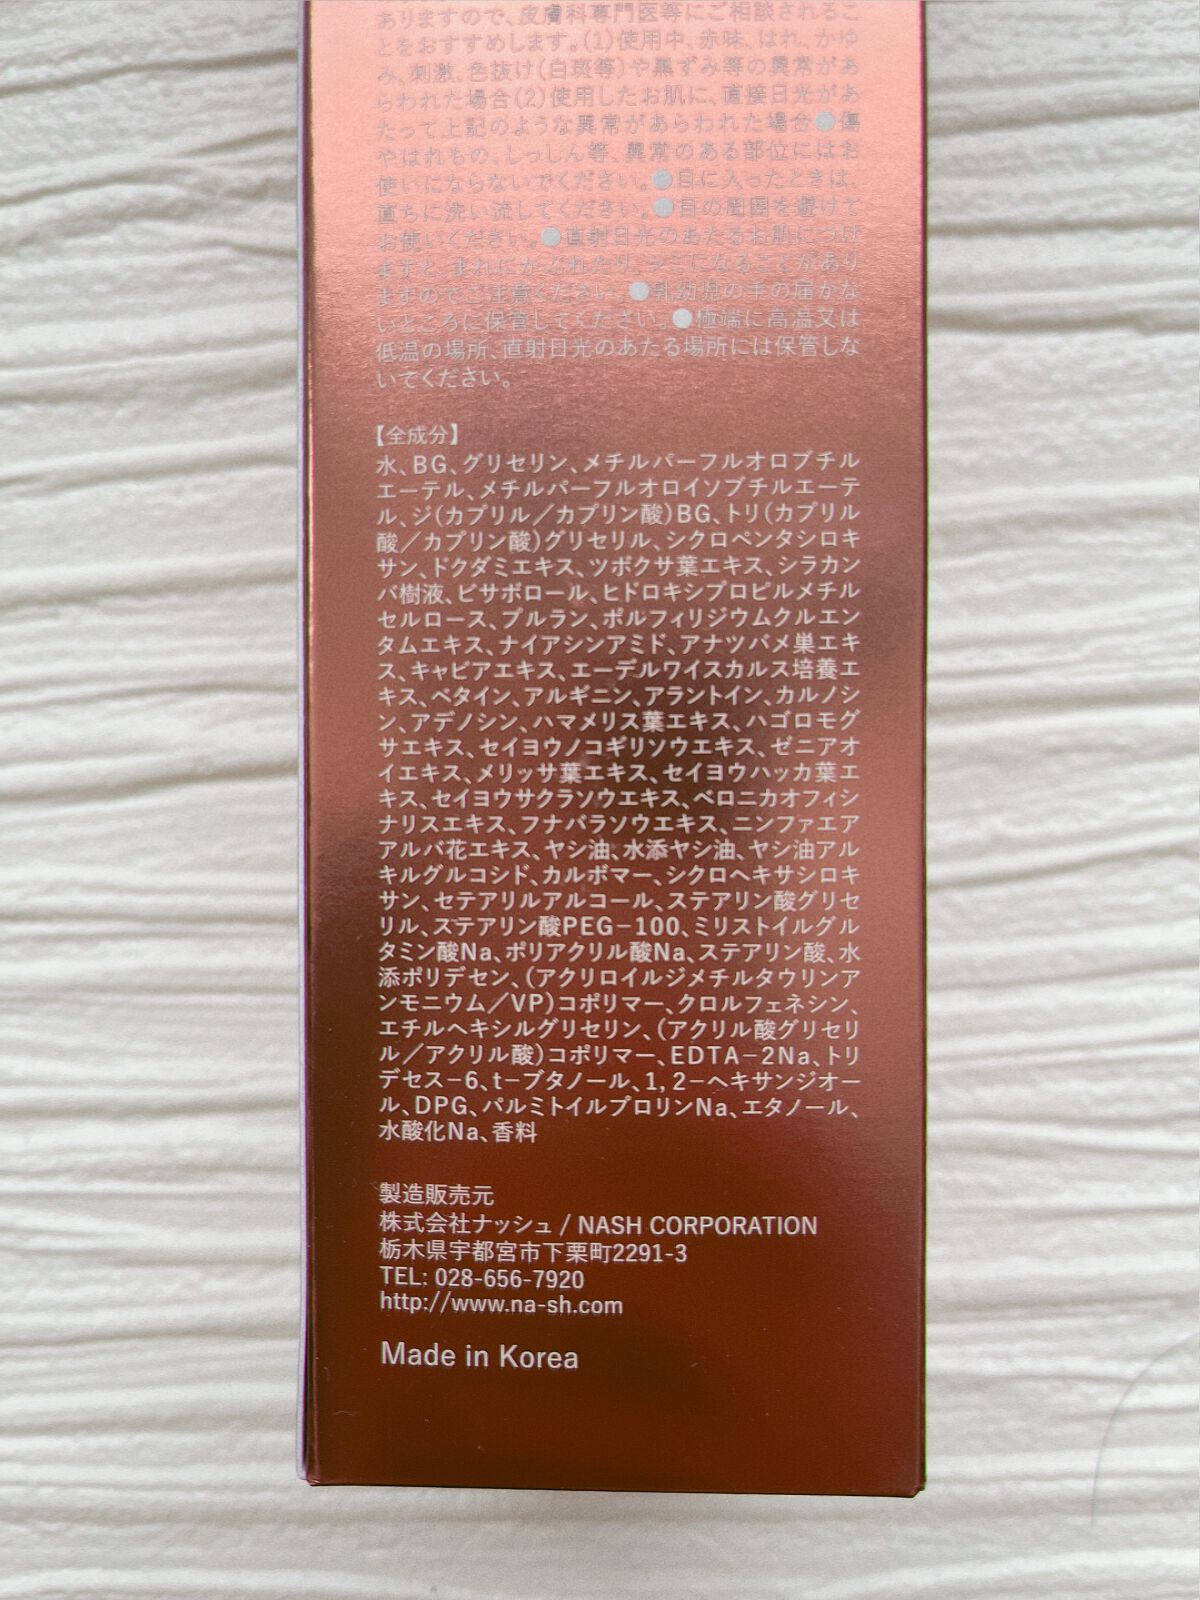 ありますので、皮膚科専門医等にご相談されるこ
とをおすすめします。(1)使用中、赤味、はれ、かゆ
み、刺激、色抜け(白斑等)や黒ずみ等の異常があ
らわれた場合(2)使用したお肌に、直接日光があ
たって上記のような異常があらわれた場合●傷
やはれもの、しっしん等、異常のある部位にはお
使いにならないでください。●目に入ったときは、
直ちに洗い流してください。●目の周囲を避けて
お使いください。●直射日光のあたるお肌につけ
ますと、まれにかぶれたり、シミになることがあり
ますのでご注意ください。●乳幼児の手の届かな
いところに保管してください。●極端に高温又は
低温の場所、直射日光のあたる場所には保管しな
いでください。
【全成分】
水、BG、グリセリン、メチルパーフルオロブチル
エーテル、メチルパーフルオロイソブチルエーテ
ル、ジ(カプリル／カプリン酸)BG、トリ(カプリル
酸／カプリン酸)グリセリル、シクロペンタシロキ
サン、ドクダミエキス、ツボクサ葉エキス、シラカン
バ樹液、ビサボロール、ヒドロキシプロピルメチル
セルロース、プルラン、ポルフィリジウムクルエン
タムエキス、ナイアシンアミド、アナツバメ巣エキ
ス、キャビアエキス、エーデルワイスカルス培養エ
キス、ベタイン、アルギニン、アラントイン、カルノシ
ン、アデノシン、ハマメリス葉エキス、ハゴロモグ
サエキス、セイヨウノコギリソウエキス、ゼニアオ
イエキス、メリッサ葉エキス、セイヨウハッカ葉エ
キス、セイヨウサクラソウエキス、ベロニカオフィシ
ナリスエキス、フナバラソウエキス、ニンファエア
アルバ花エキス、ヤシ油、水添ヤシ油、ヤシ油アル
キルグルコシド、カルボマー、シクロヘキサシロキ
サン、セテアリルアルコール、ステアリン酸グリセ
リル、ステアリン酸PEG－100、ミリストイルグル
タミン酸Na、ポリアクリル酸Na、ステアリン酸、水
添ポリデセン、(アクリロイルジメチルタウリンア
ンモニウム／VP)コポリマー、クロルフェネシン、
エチルヘキシルグリセリン、(アクリル酸グリセリ
ル／アクリル酸)コポリマー、EDTA－2Na、トリ
デセス－6、t－ブタノール、1,2－ヘキサンジオー
ル、DPG、パルミトイルプロリンNa、エタノール、
水酸化Na、香料
製造販売元
株式会社ナッシュ / NASH CORPORATION
栃木県宇都宮市下栗町2291-3
TEL: 028-656-7920
http://www.na-sh.com
Made in Korea